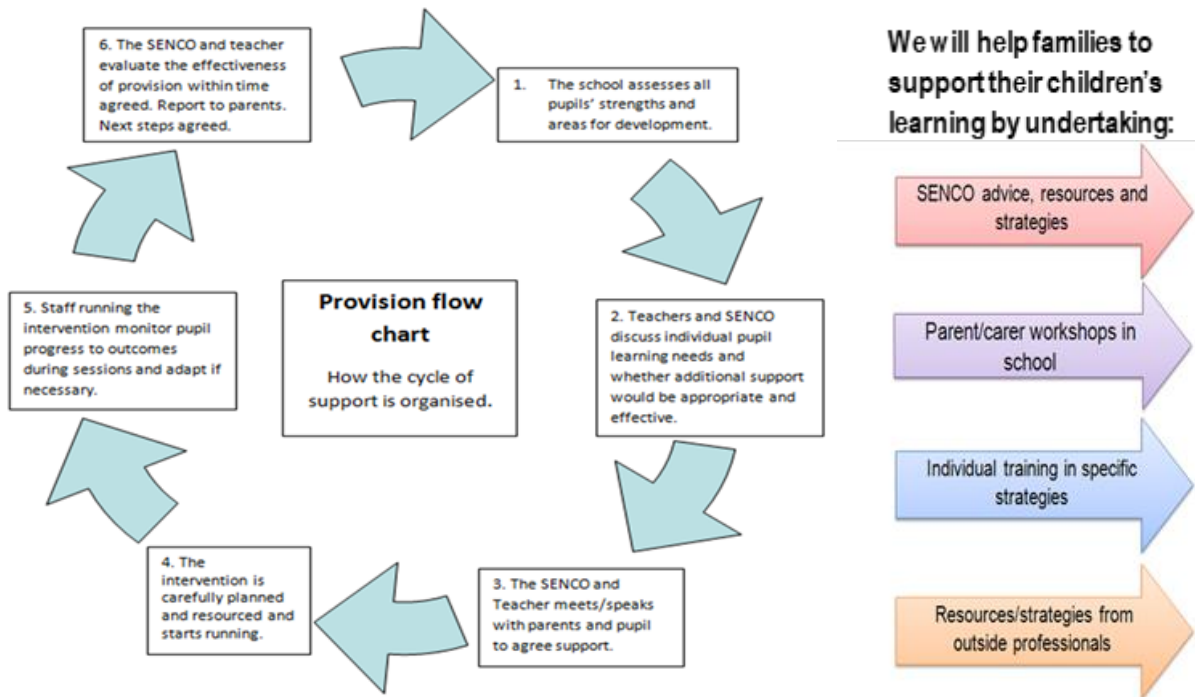 6. The SENCO and teacher
evaluate the effectiveness
of provision within time
agreed. Report to parents.
Next steps agreed.
1. The school assesses all
pupils' strengths and
areas for development.
2. Teachers and SENCO
discuss individual pupil
learning needs and
whether additional support
would be appropriate and
effective.
3. The SENCO and
Teacher meets/speaks
with parents and pupil
to agree support.
4. The
intervention is
carefully planned
and resourced and
starts running.
5. Staff running the
intervention monitor pupil
progress to outcomes
during sessions and adapt if
necessary.
Provision flow
chart
How the cycle of
support is organised.
We will help families to
support their children's
learning by undertaking:
SENCO advice, resources and
strategies
Parent/carer workshops in
school
Individual training in specific
strategies
Resources/strategies from
outside professionals